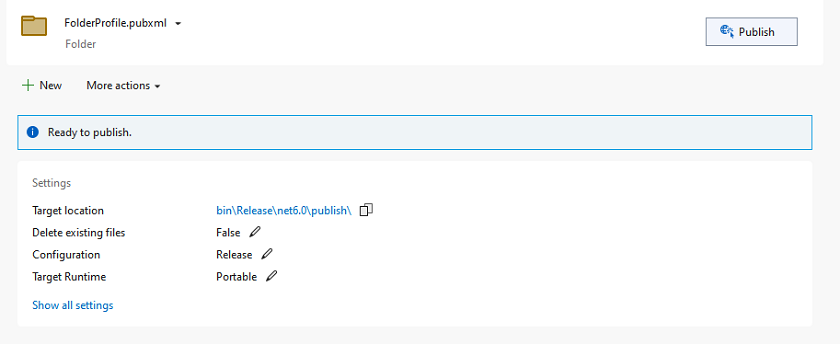 FolderProfile.pubxml
Folder
Publish
New
More actions
Ready to publish.
Settings
Target location bin\Release\net6.0\publish\
Delete existing files False
Configuration Release
Target Runtime Portable
Show all settings